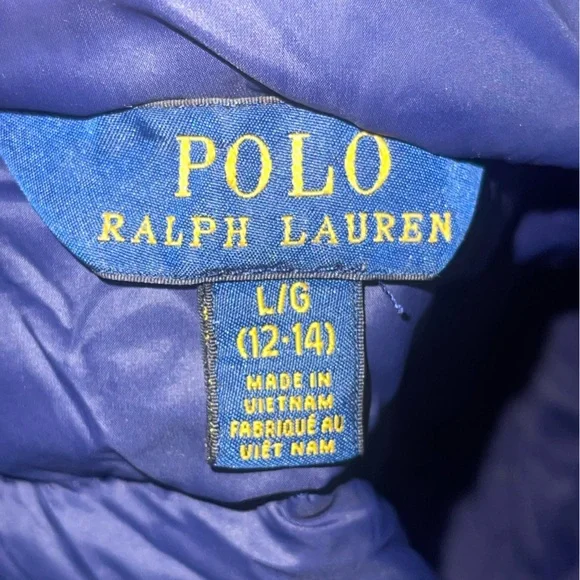 POLO
RALPH LAUREN
L/G
(12-14)
MADE IN
VIETNAM
FABRIQUÉ AU
VIÊT NAM